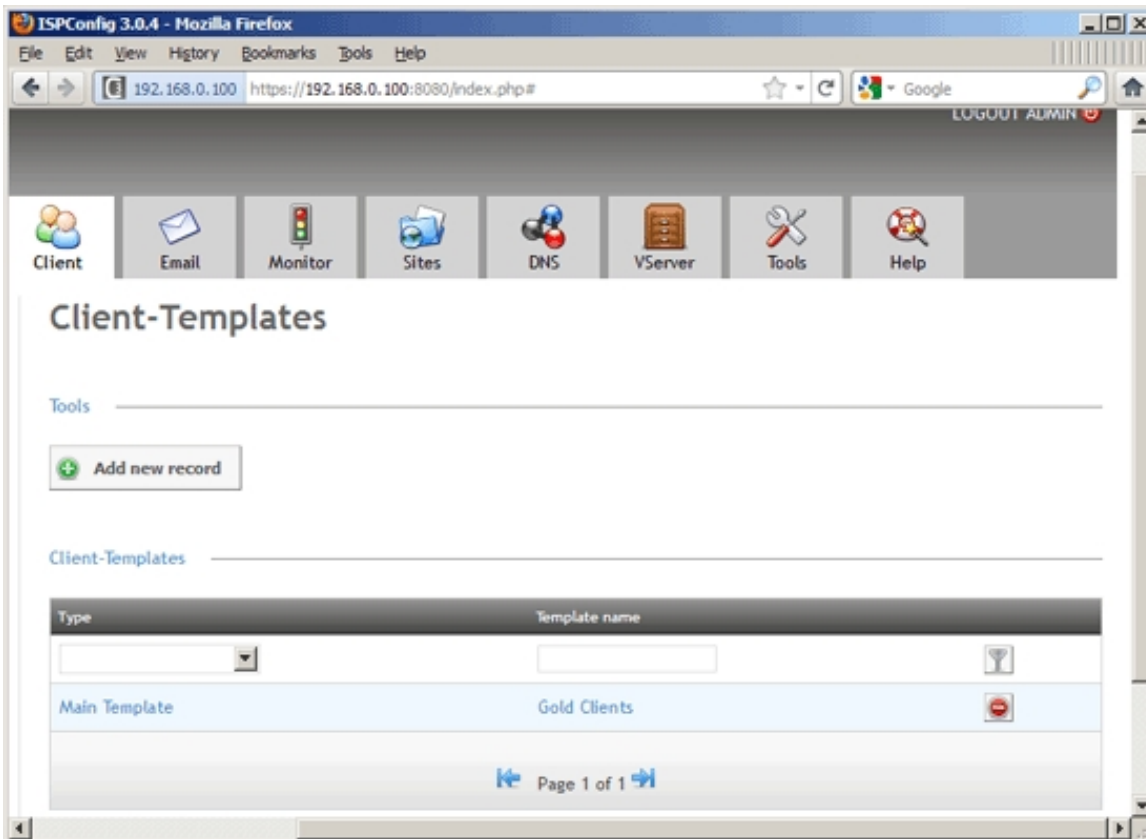 ISPConfig 3.0.4 - Mozilla Firefox
File Edit View History Bookmarks Tools Help
192.168.0.100 https://192.168.0.100:8080/index.php# Google
LOGOUT ADMIN
Client Email Monitor Sites DNS VServer Tools Help
Client-Templates
Tools
Add new record
Client-Templates
Type Template name
Main Template Gold Clients
Page 1 of 1